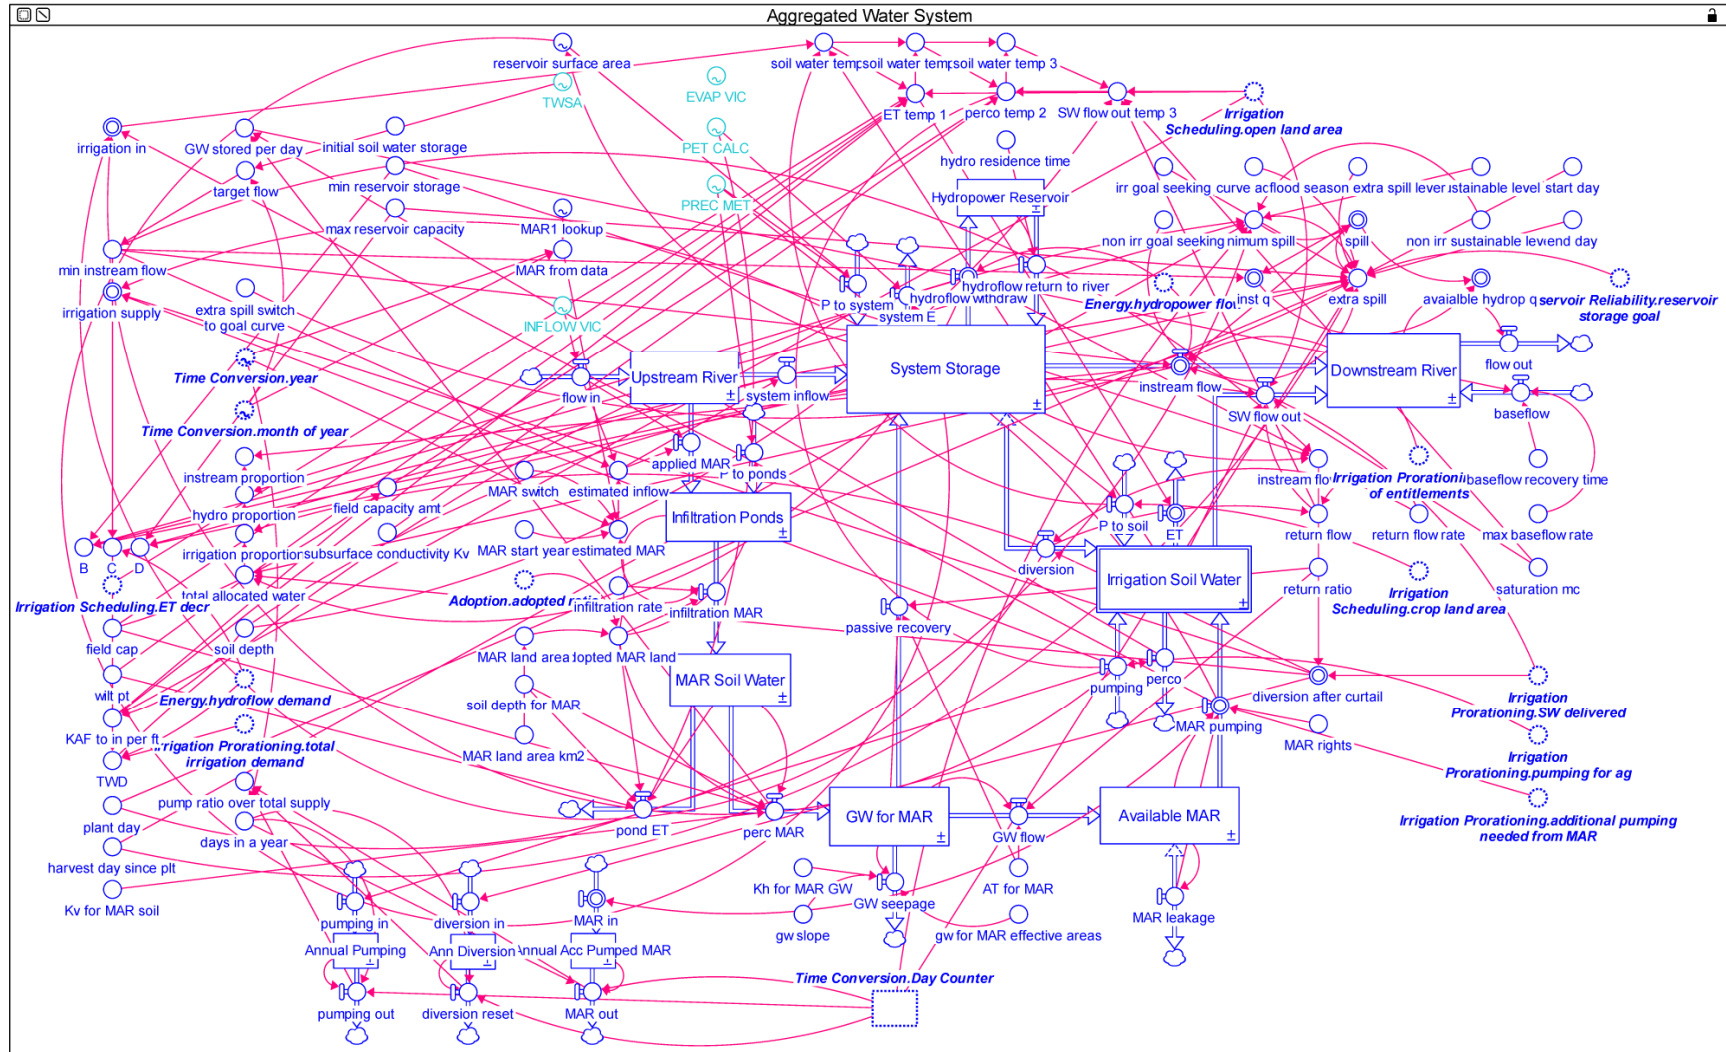 Aggregated Water System
reservoir surface area
soil water temp
soil water temp
soil water temp 3
TWSA
EVAP VIC
ET temp 1
perco temp 2
SW flow out temp 3
Irrigation
Scheduling.open land area
irrigation in
GW stored per day
initial soil water storage
PET CALC
hydro residence time
target flow
min reservoir storage
irr goal seeking curve
flood season extra spill
level start day
Hydropower Reservoir
PREC MET
max reservoir capacity
MAR1 lookup
non irr goal seeking
nimum spill
spill
non irr sustainable level
end day
min instream flow
MAR from data
hydroflow return to river
P to system
hydroflow withdraw
Energy.hydropower flow
inst q
extra spill
avaialble hydrop q
servoir Reliability.reservoir
storage goal
irrigation supply
extra spill switch
to goal curve
INFLOW VIC
system E
System Storage
Upstream River
Downstream River
flow out
Time Conversion.year
flow in
system inflow
instream flow
SW flow out
baseflow
Time Conversion.month of year
applied MAR
P to ponds
instream proportion
MAR switch
estimated inflow
instream flo
Irrigation Prorationi
of entitlements
baseflow recovery time
hydro proportion
field capacity amt
Infiltration Ponds
P to soil
ET
return flow
return flow rate
max baseflow rate
irrigation proportion
subsurface conductivity Kv
MAR start year
estimated MAR
B
C
D
diversion
Irrigation Soil Water
Irrigation Scheduling.ET decr
total allocated water
Adoption.adopted ratio
infiltration rate
infiltration MAR
return ratio
Irrigation
Scheduling.crop land area
saturation mc
passive recovery
field cap
soil depth
MAR land area
dopted MAR land
MAR Soil Water
wilt pt
Energy.hydroflow demand
soil depth for MAR
pumping
perco
diversion after curtail
Irrigation
Prorationing.SW delivered
KAF to in per ft
Irrigation Prorationing.total
irrigation demand
MAR land area km2
MAR pumping
MAR rights
Irrigation
Prorationing.pumping for ag
TWD
pump ratio over total supply
plant day
days in a year
pond ET
perc MAR
GW for MAR
GW flow
Available MAR
Irrigation Prorationing.additional pumping
needed from MAR
harvest day since plt
Kv for MAR soil
Kh for MAR GW
AT for MAR
GW seepage
MAR leakage
pumping in
diversion in
MAR in
gw slope
gw for MAR effective areas
Annual Pumping
Ann Diversion
Annual Acc Pumped MAR
Time Conversion.Day Counter
pumping out
diversion reset
MAR out